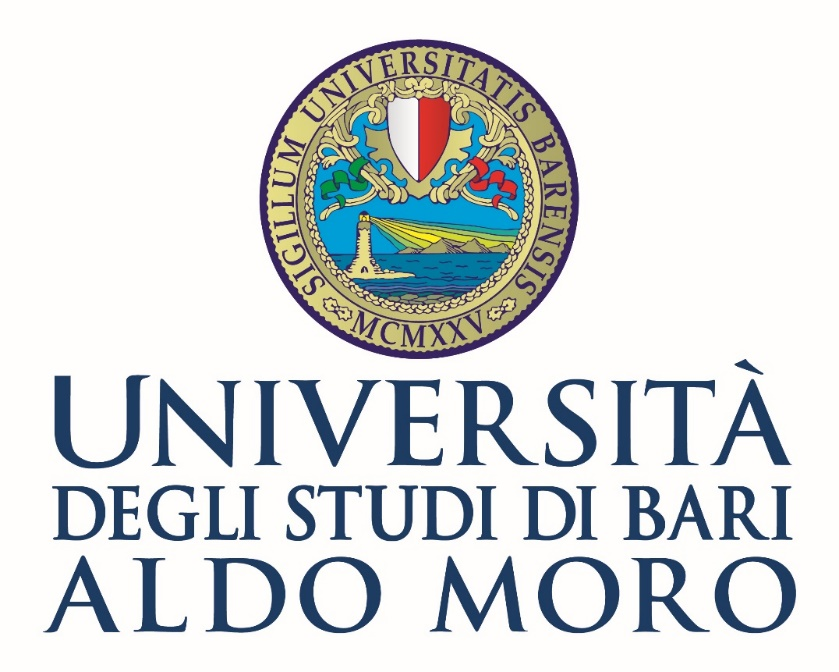 SIGILLUM UNIVERSITATIS BARENSIS
MCMXXV
UNIVERSITÀ
DEGLI STUDI DI BARI
ALDO MORO